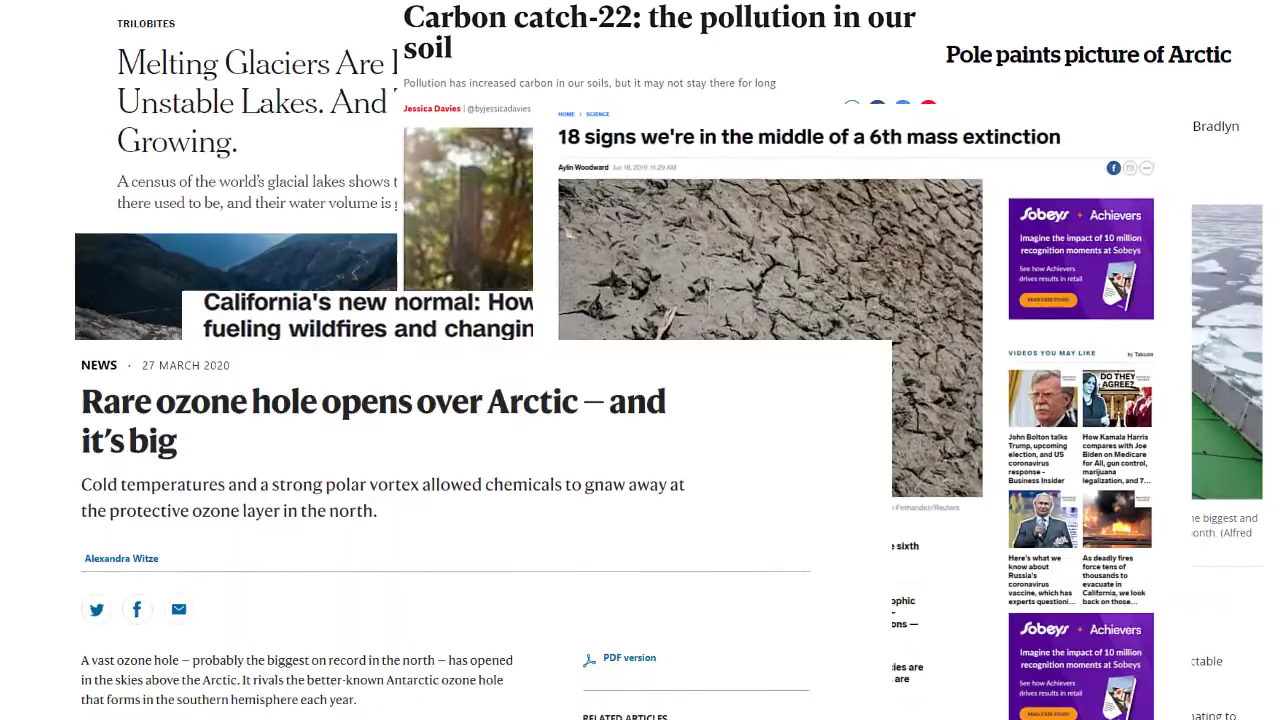 TRILOBITES
Melting Glaciers Are
Unstable Lakes. And
Growing.
A census of the world's glacial lakes shows t
there used to be, and their water volume is
Carbon catch-22: the pollution in our
soil
Pollution has increased carbon in our soils, but it may not stay there for long
Jessica Davies | @byjessicadavies
Pole paints picture of Arctic
Bradlyn
HOME | SCIENCE
18 signs we're in the middle of a 6th mass extinction
Aylin Woodward Jun 18, 2019, 11:29 AM
California's new normal: How
fueling wildfires and changin
NEWS · 27 MARCH 2020
Rare ozone hole opens over Arctic — and
it's big
Cold temperatures and a strong polar vortex allowed chemicals to gnaw away at
the protective ozone layer in the north.
Alexandra Witze
A vast ozone hole — probably the biggest on record in the north — has opened
in the skies above the Arctic. It rivals the better-known Antarctic ozone hole
that forms in the southern hemisphere each year.
PDF version
RELATED ARTICLES
Fernandez/Reuters
e sixth
ophic
ons —
ies are
are
Sobeys + Achievers
Imagine the impact of 10 million
recognition moments at Sobeys
See how Achievers
drives results in retail
READ CASE STUDY
VIDEOS YOU MAY LIKE
by Taboola
DO THEY
AGREE?
John Bolton talks
Trump, upcoming
election, and US
coronavirus
response -
Business Insider
How Kamala Harris
compares with Joe
Biden on Medicare
for All, gun control,
marijuana
legalization, and 7...
Here's what we
know about
Russia's
coronavirus
vaccine, which has
experts questioni...
As deadly fires
force tens of
thousands to
evacuate in
California, we look
back on those...
Sobeys + Achievers
Imagine the impact of 10 million
recognition moments at Sobeys
See how Achievers
drives results in retail
READ CASE STUDY
ne biggest and
onth. (Alfred
ctable
nating to